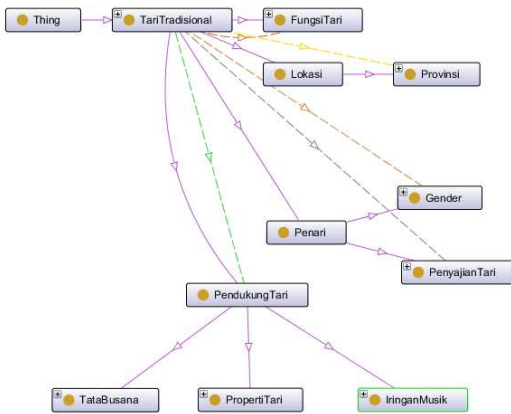 Thing
TariTradisional
FungsiTari
Lokasi
Provinsi
Gender
Penari
PenyajianTari
PendukungTari
TataBusana
PropertiTari
IringanMusik